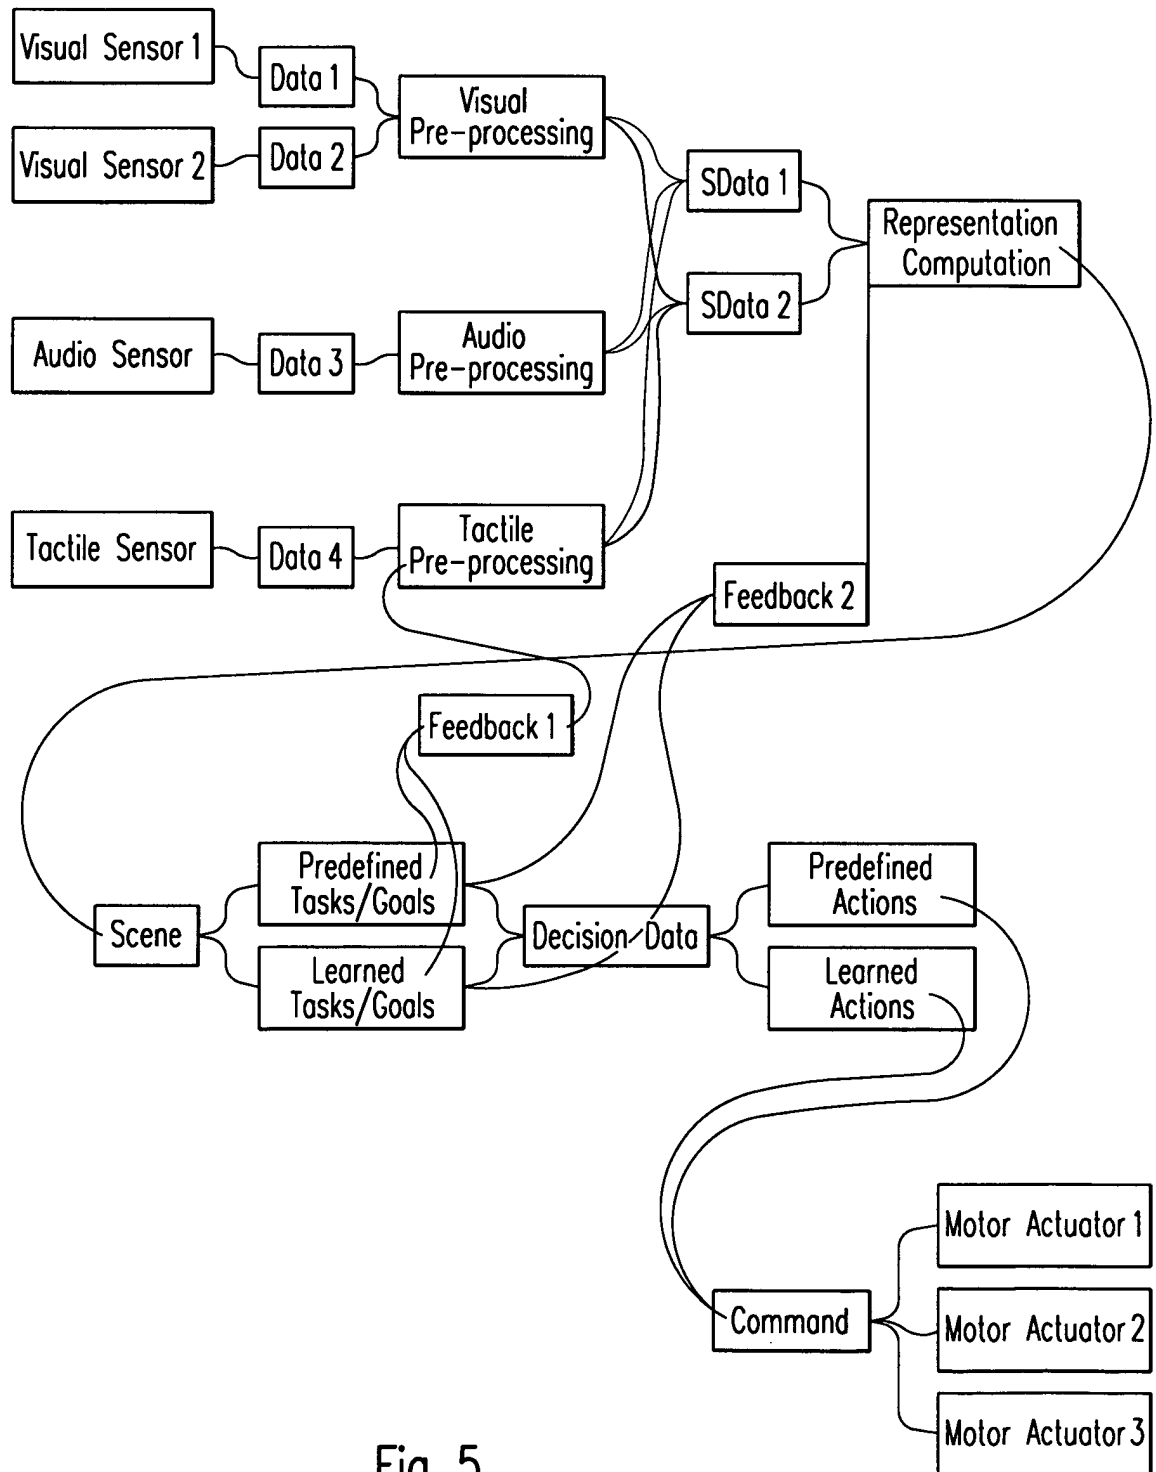 Visual Sensor 1
Data 1
Visual
Pre-processing
Visual Sensor 2
Data 2
SData 1
Representation
Computation
SData 2
Audio Sensor
Data 3
Audio
Pre-processing
Tactile Sensor
Data 4
Tactile
Pre-processing
Feedback 2
Feedback 1
Predefined
Tasks/Goals
Predefined
Actions
Scene
Decision Data
Learned
Tasks/Goals
Learned
Actions
Motor Actuator 1
Command
Motor Actuator 2
Motor Actuator 3
Fig. 5